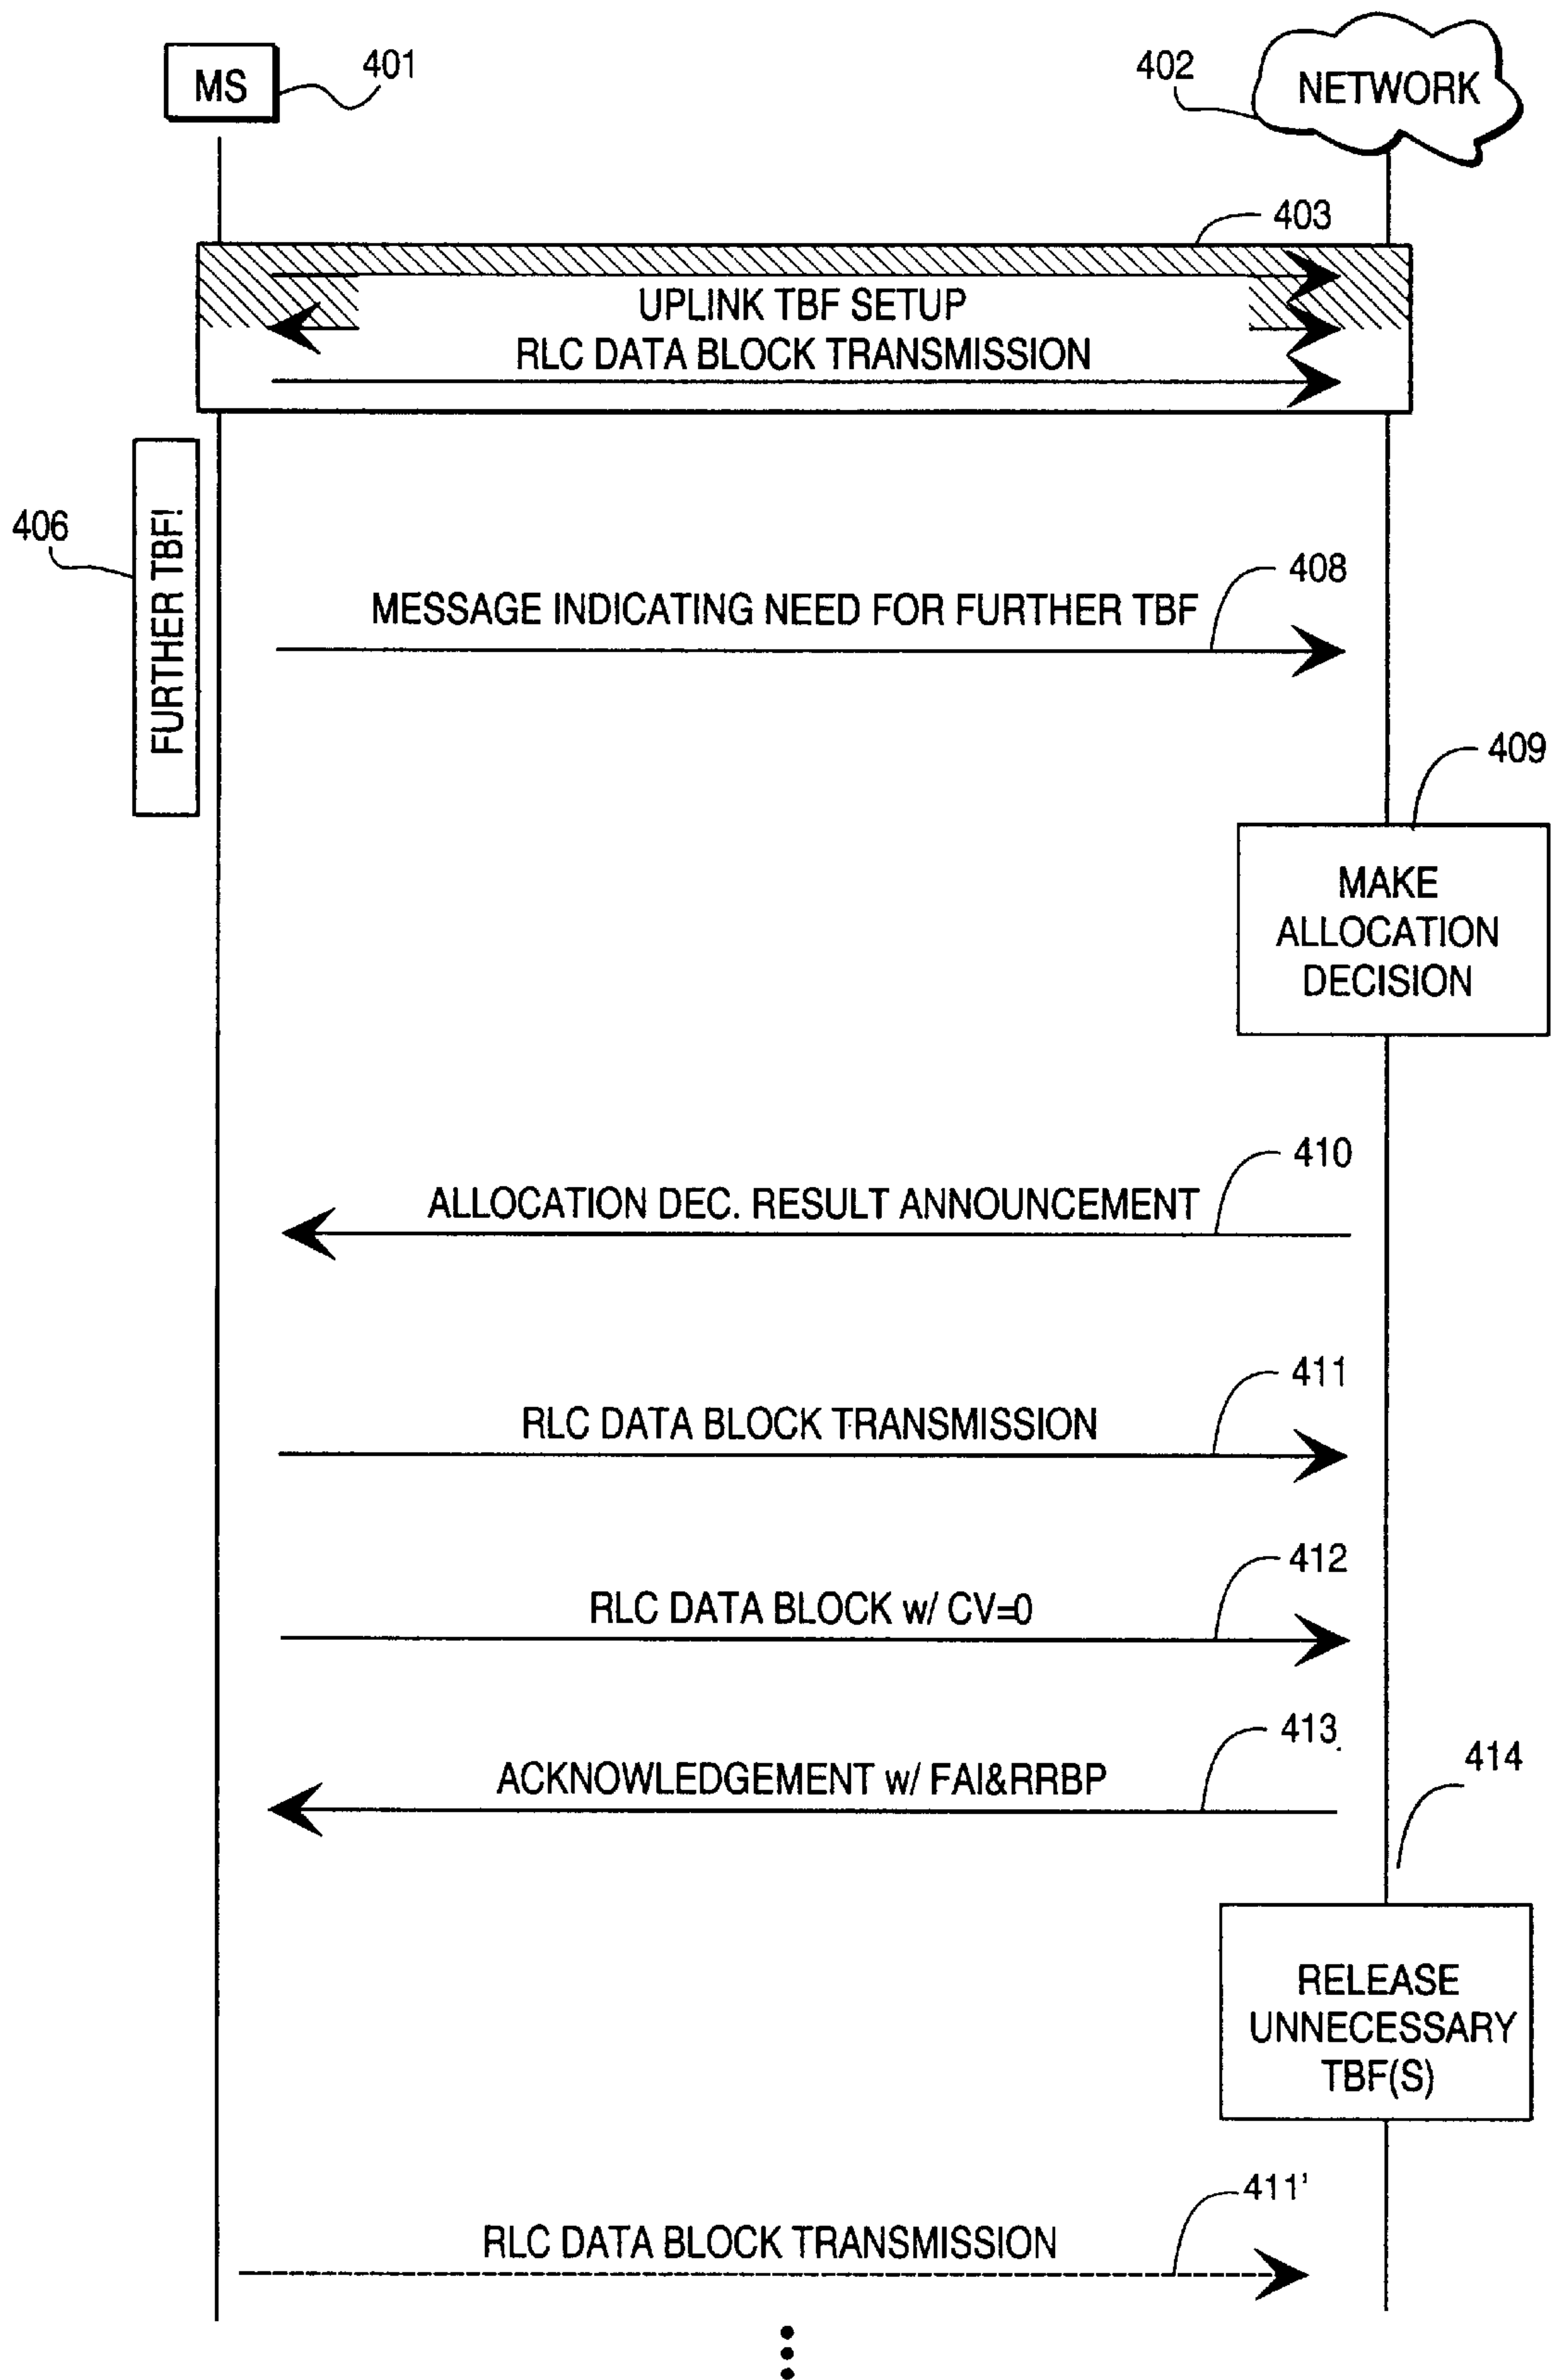 MS
401
402
NETWORK
403
UPLINK TBF SETUP
RLC DATA BLOCK TRANSMISSION
406
FURTHER TBF!
408
MESSAGE INDICATING NEED FOR FURTHER TBF
409
MAKE
ALLOCATION
DECISION
410
ALLOCATION DEC. RESULT ANNOUNCEMENT
411
RLC DATA BLOCK TRANSMISSION
412
RLC DATA BLOCK w/ CV=0
413
ACKNOWLEDGEMENT w/ FAI&RRBP
414
RELEASE
UNNECESSARY
TBF(S)
411'
RLC DATA BLOCK TRANSMISSION